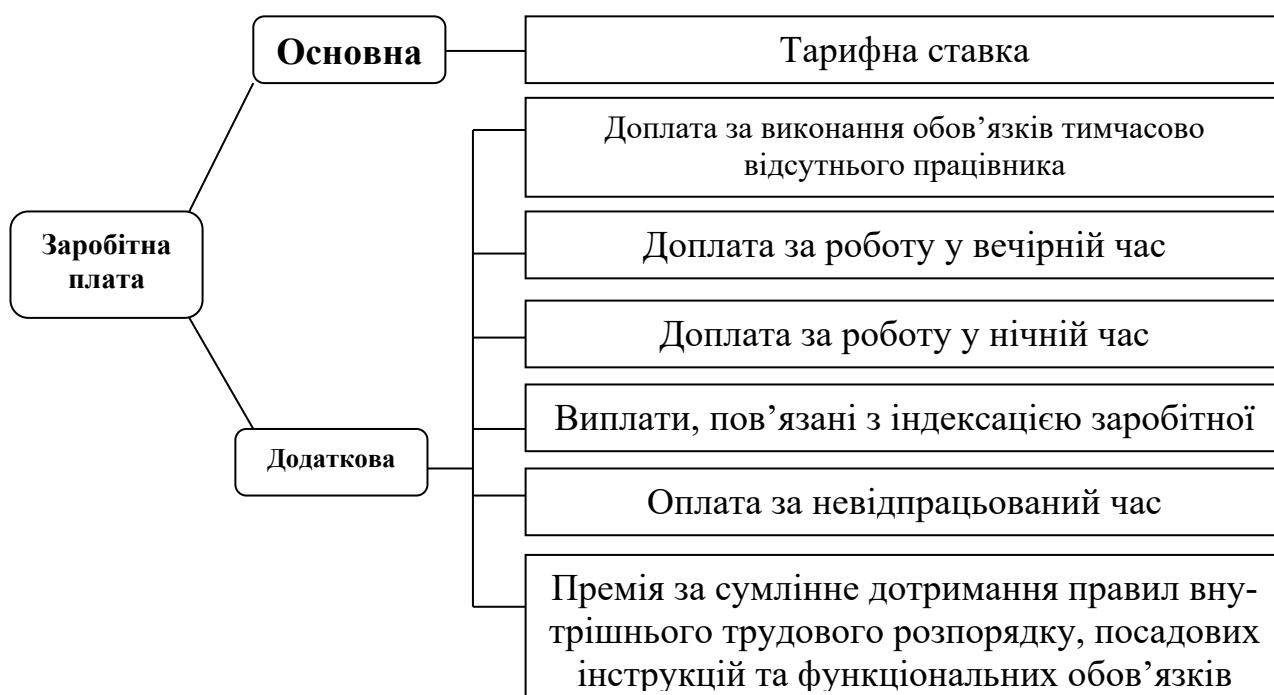 Основна
Тарифна ставка
Доплата за виконання обов’язків тимчасово
відсутнього працівника
Заробітна
плата
Доплата за роботу у вечірній час
Доплата за роботу у нічній час
Виплати, пов’язані з індексацією заробітної
Додаткова
Оплата за невідпрацьований час
Премія за сумлінне дотримання правил вну-
трішнього трудового розпорядку, посадових
інструкцій та функціональних обов’язків